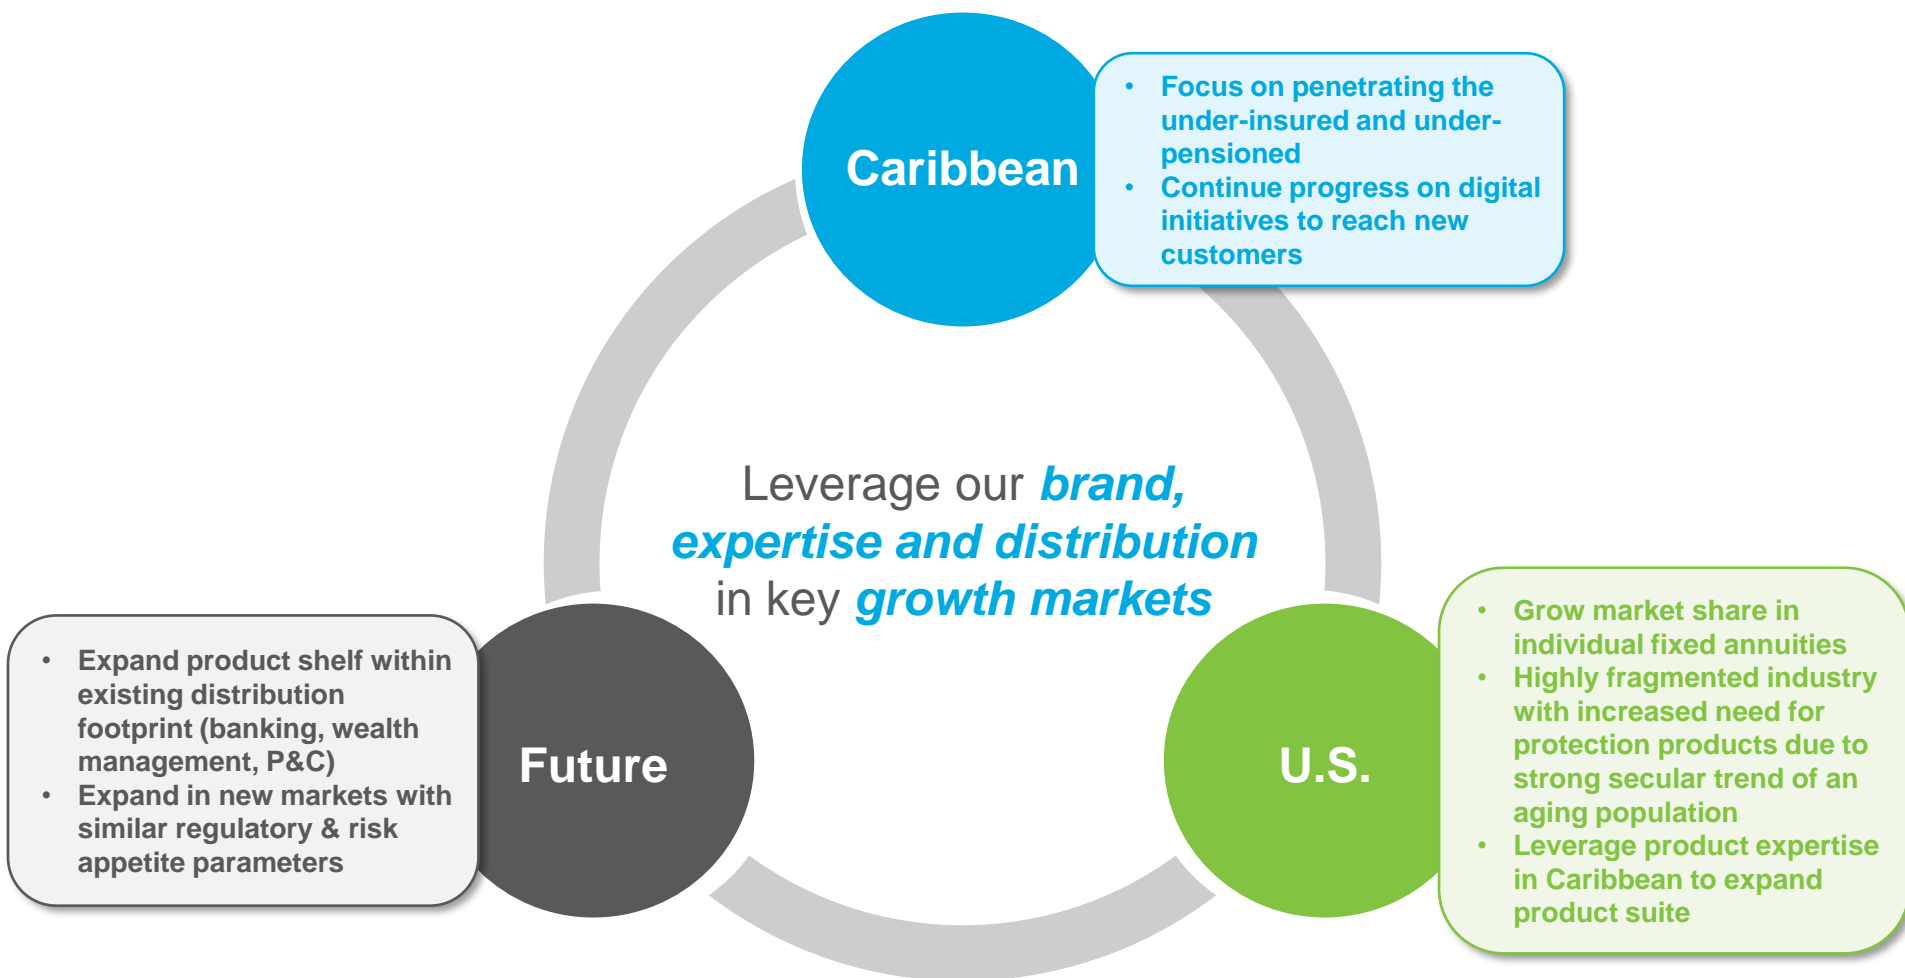 Caribbean
• Focus on penetrating the
under-insured and under-
pensioned
• Continue progress on digital
initiatives to reach new
customers
Leverage our brand,
expertise and distribution
in key growth markets
Future
• Expand product shelf within
existing distribution
footprint (banking, wealth
management, P&C)
• Expand in new markets with
similar regulatory & risk
appetite parameters
U.S.
• Grow market share in
individual fixed annuities
• Highly fragmented industry
with increased need for
protection products due to
strong secular trend of an
aging population
• Leverage product expertise
in Caribbean to expand
product suite